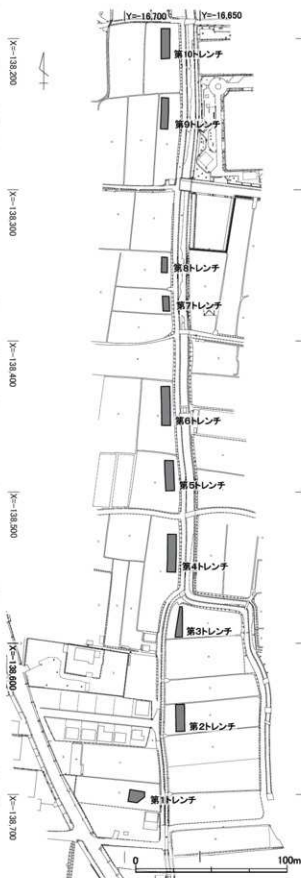 Y=-16,700
Y=-16,650
X=-138,200
第10トレンチ
第9トレンチ
X=-138,300
第8トレンチ
第7トレンチ
X=-138,400
第6トレンチ
第5トレンチ
X=-138,500
第4トレンチ
第3トレンチ
X=-138,600
第2トレンチ
X=-138,700
第1トレンチ
0
100m